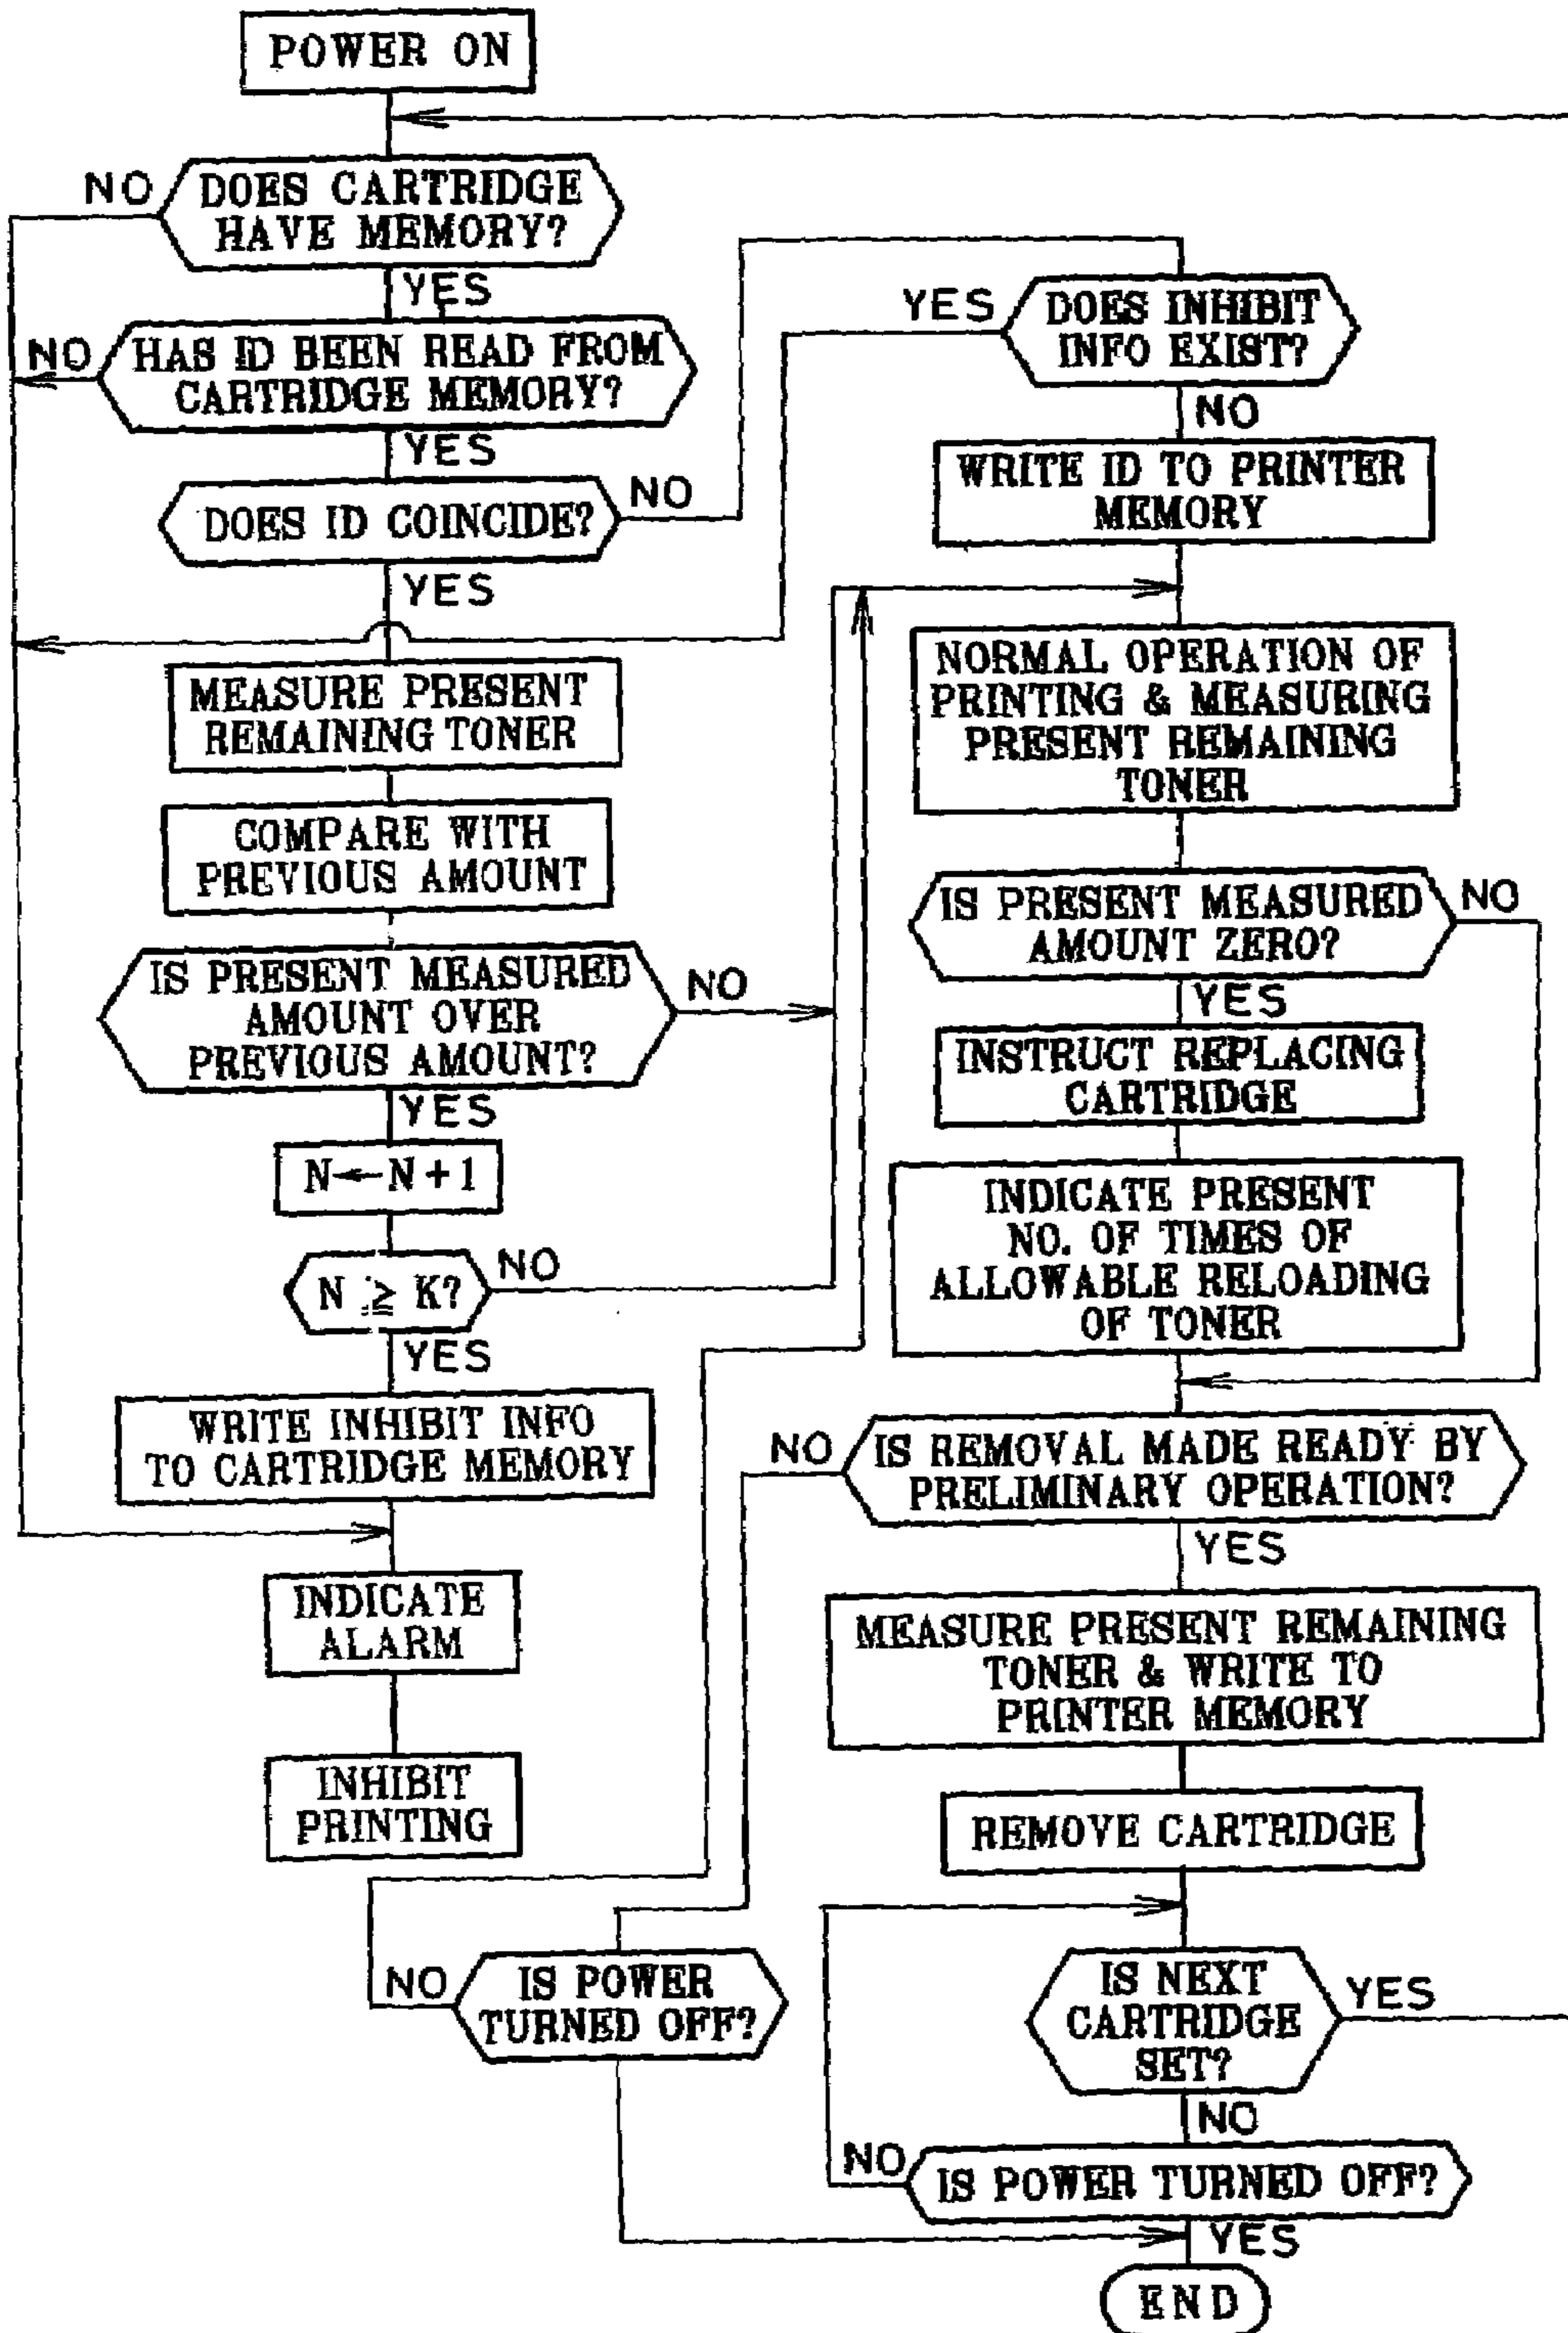 POWER ON
NO
DOES CARTRIDGE
HAVE MEMORY?
YES
NO
HAS ID BEEN READ FROM
CARTRIDGE MEMORY?
YES
DOES ID COINCIDE?
NO
YES
MEASURE PRESENT
REMAINING TONER
COMPARE WITH
PREVIOUS AMOUNT
IS PRESENT MEASURED
AMOUNT OVER
PREVIOUS AMOUNT?
NO
YES
N←N+1
N ≧ K?
NO
YES
WRITE INHIBIT INFO
TO CARTRIDGE MEMORY
INDICATE
ALARM
INHIBIT
PRINTING
YES
DOES INHIBIT
INFO EXIST?
NO
WRITE ID TO PRINTER
MEMORY
NORMAL OPERATION OF
PRINTING & MEASURING
PRESENT REMAINING
TONER
IS PRESENT MEASURED
AMOUNT ZERO?
NO
YES
INSTRUCT REPLACING
CARTRIDGE
INDICATE PRESENT
NO. OF TIMES OF
ALLOWABLE RELOADING
OF TONER
NO
IS REMOVAL MADE READY BY
PRELIMINARY OPERATION?
YES
MEASURE PRESENT REMAINING
TONER & WRITE TO
PRINTER MEMORY
REMOVE CARTRIDGE
NO
IS POWER
TURNED OFF?
IS NEXT
CARTRIDGE
SET?
YES
NO
NO
IS POWER TURNED OFF?
YES
END